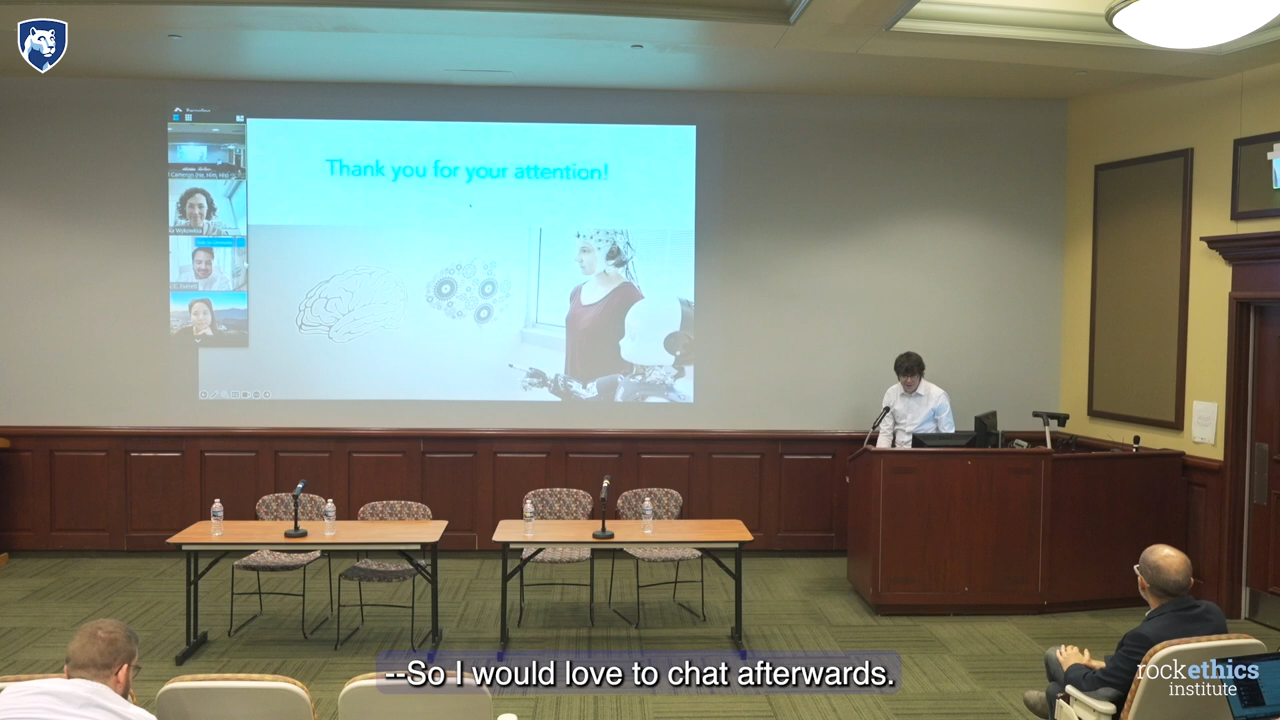 Thank you for your attention!
--So I would love to chat afterwards.
rockethics
institute